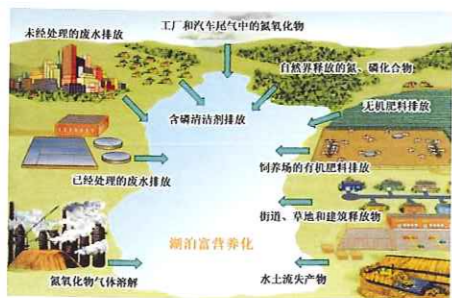 工厂和汽车尾气中的氮氧化物
未经处理的废水排放
自然界释放的氮、磷化合物
无机肥料排放
含磷清洁剂排放
饲养场的有机肥料排放
已经处理的废水排放
街道、草地和建筑释放物
湖泊富营养化
氮氧化物气体溶解
水土流失产物